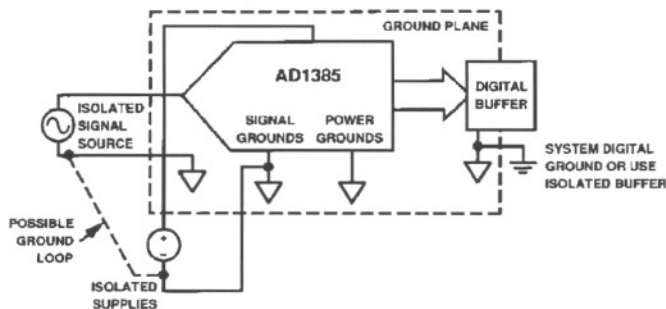 GROUND PLANE
AD1385
DIGITAL
BUFFER
ISOLATED
SIGNAL
SOURCE
SIGNAL
GROUNDS
POWER
GROUNDS
SYSTEM DIGITAL
GROUND OR USE
ISOLATED BUFFER
POSSIBLE
GROUND
LOOP
+
−
ISOLATED
SUPPLIES